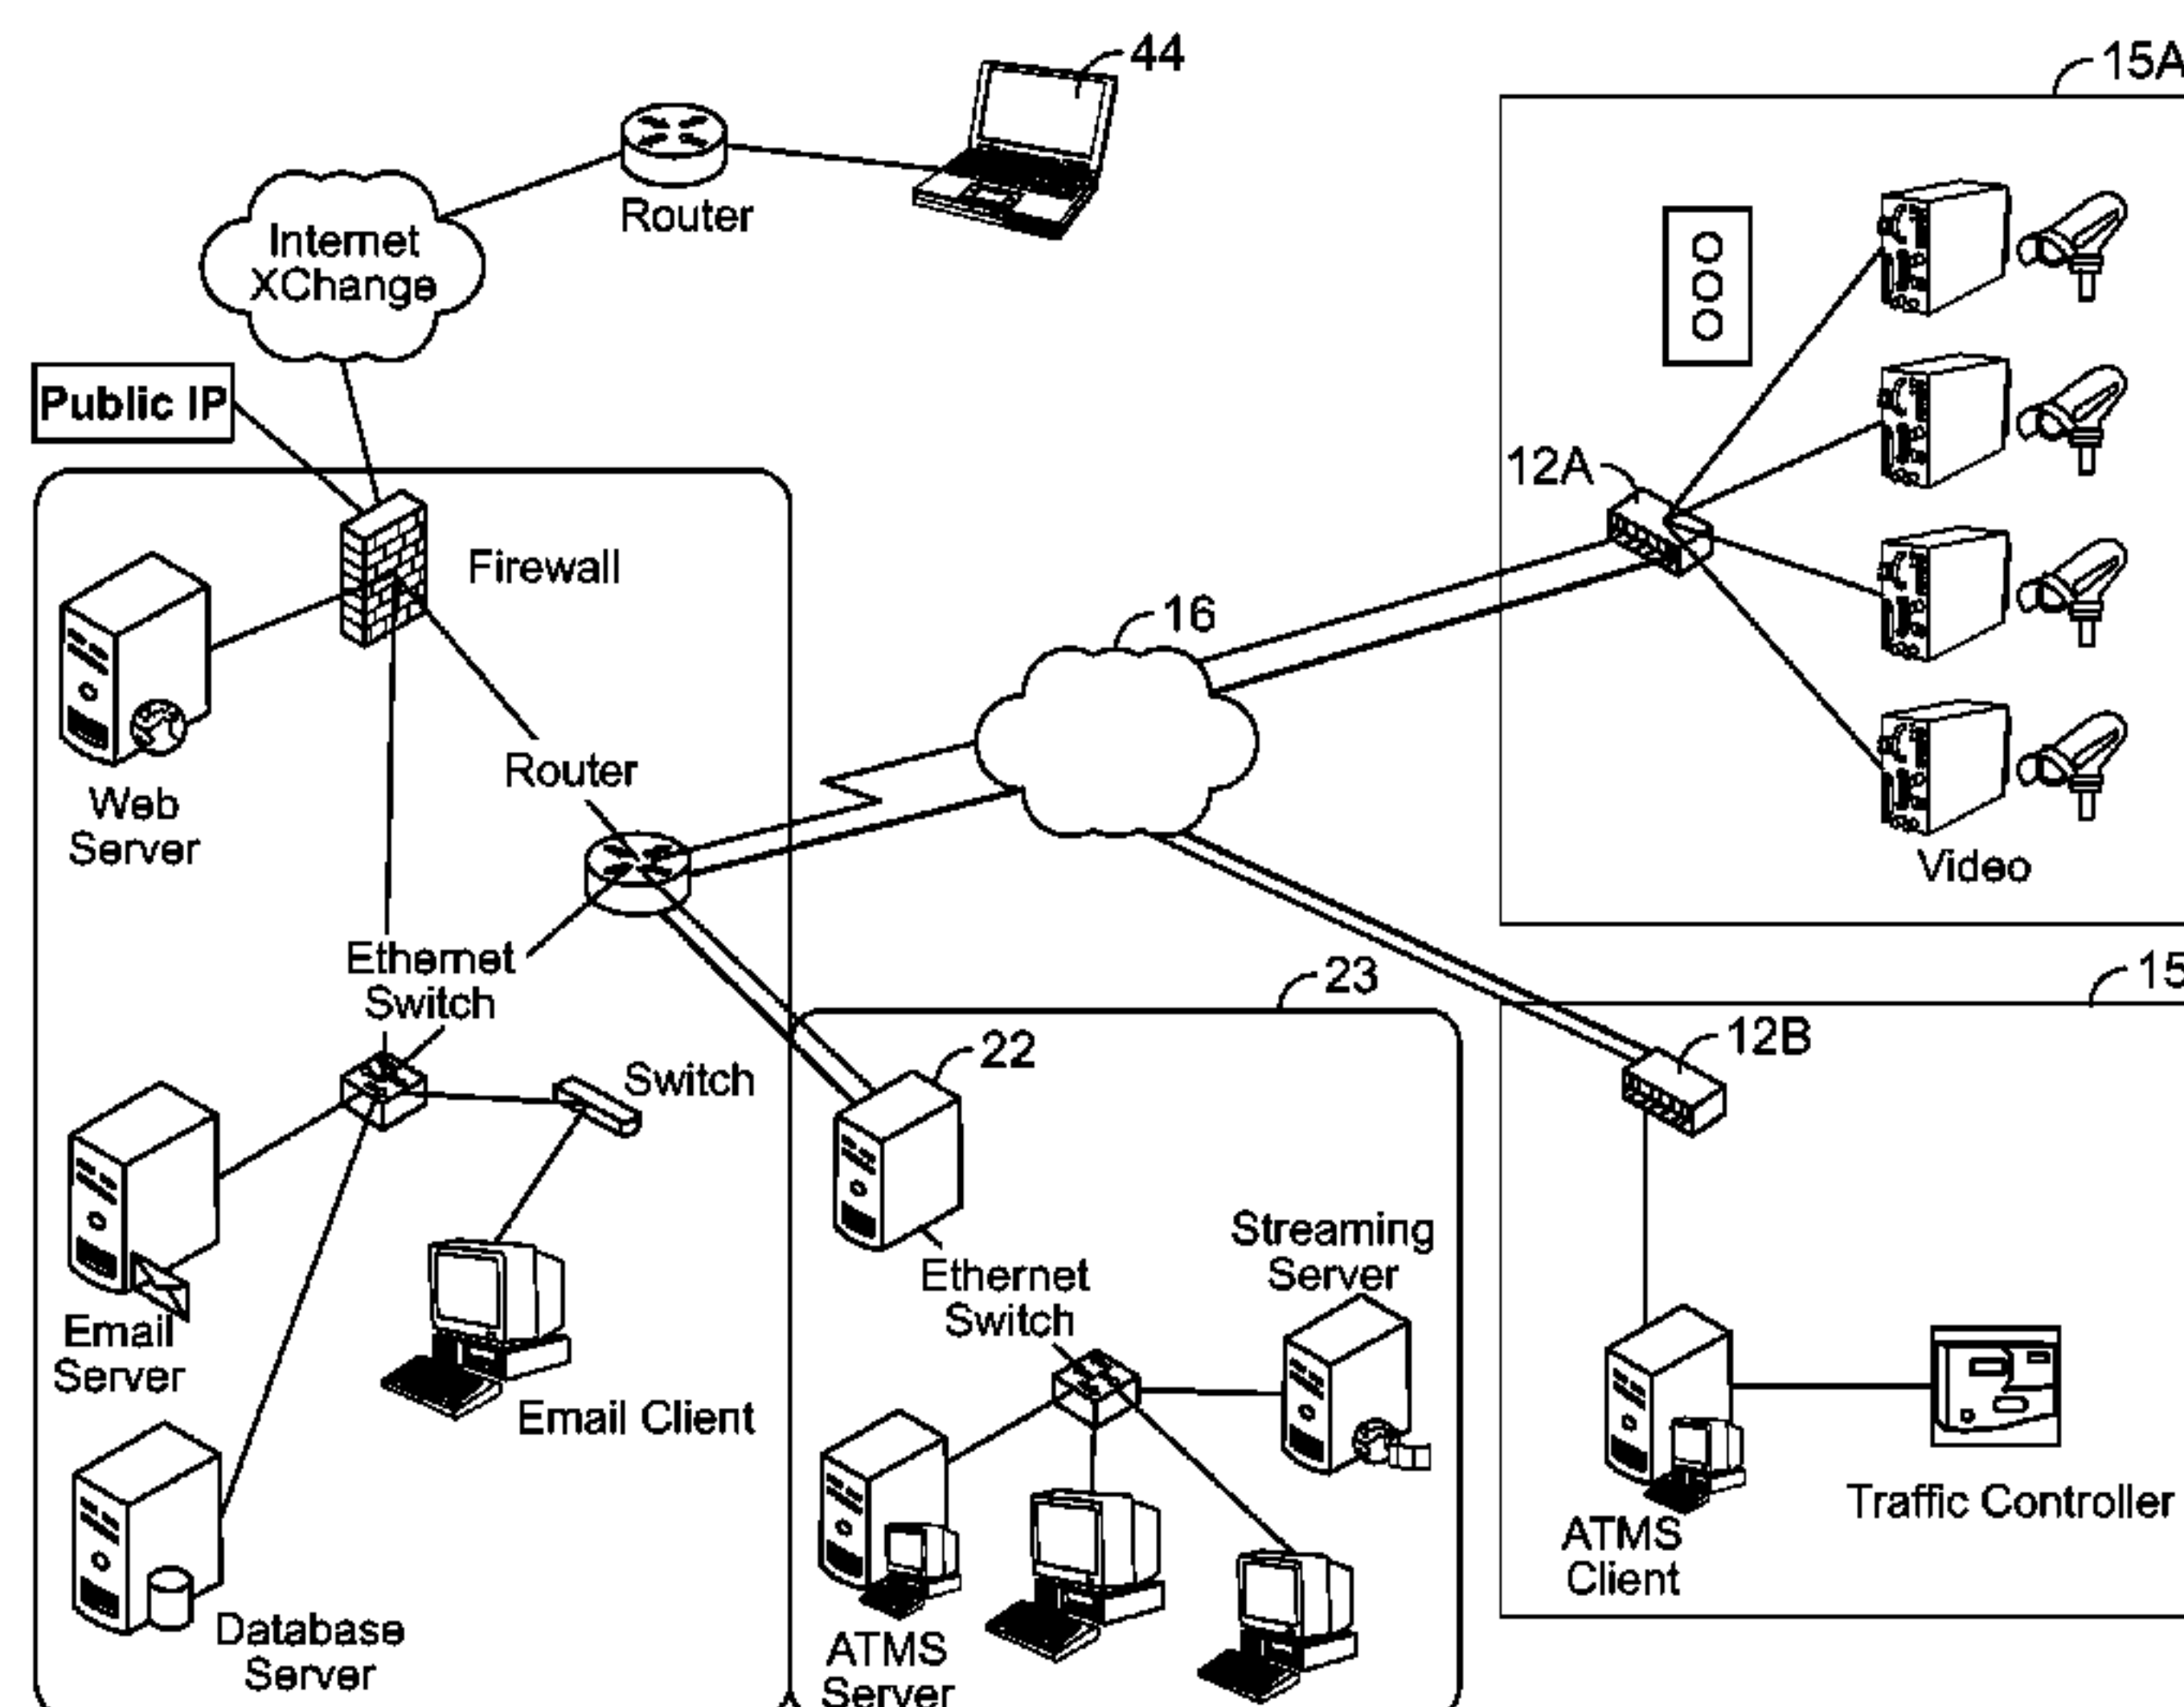 44
15A
Router
Internet
XChange
Public IP
12A
Firewall
16
Router
Web
Server
Video
Ethernet
Switch
23
15
12B
22
Switch
Streaming
Server
Ethernet
Switch
Email
Server
Email Client
Traffic Controller
ATMS
Client
Database
Server
ATMS
Server